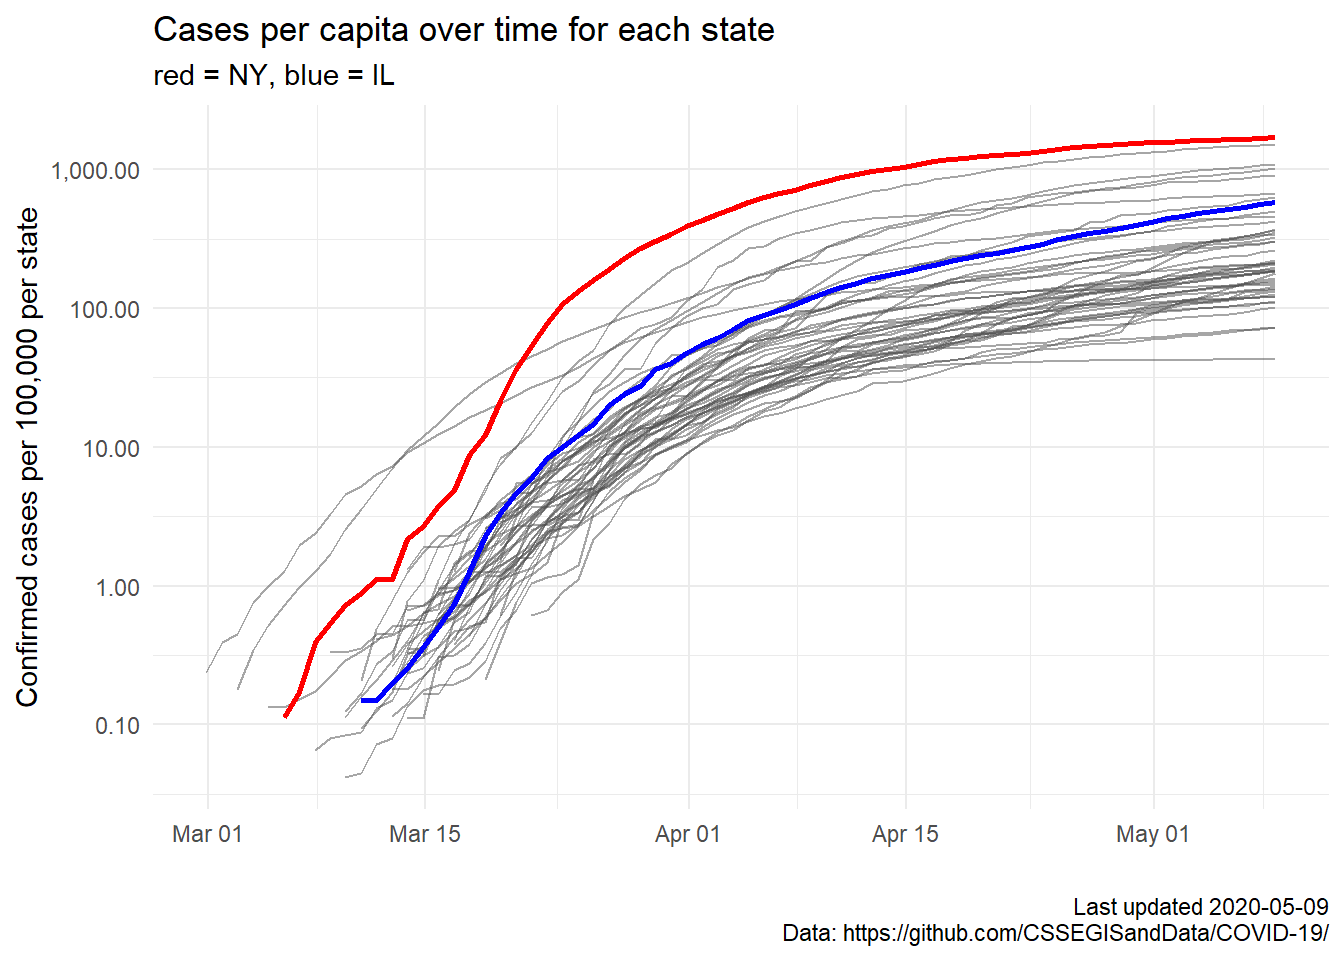 Cases per capita over time for each state
red = NY, blue = IL
Confirmed cases per 100,000 per state
1,000.00
100.00
10.00
1.00
0.10
Mar 01 Mar 15 Apr 01 Apr 15 May 01
Last updated 2020-05-09
Data: https://github.com/CSSEGISandData/COVID-19/